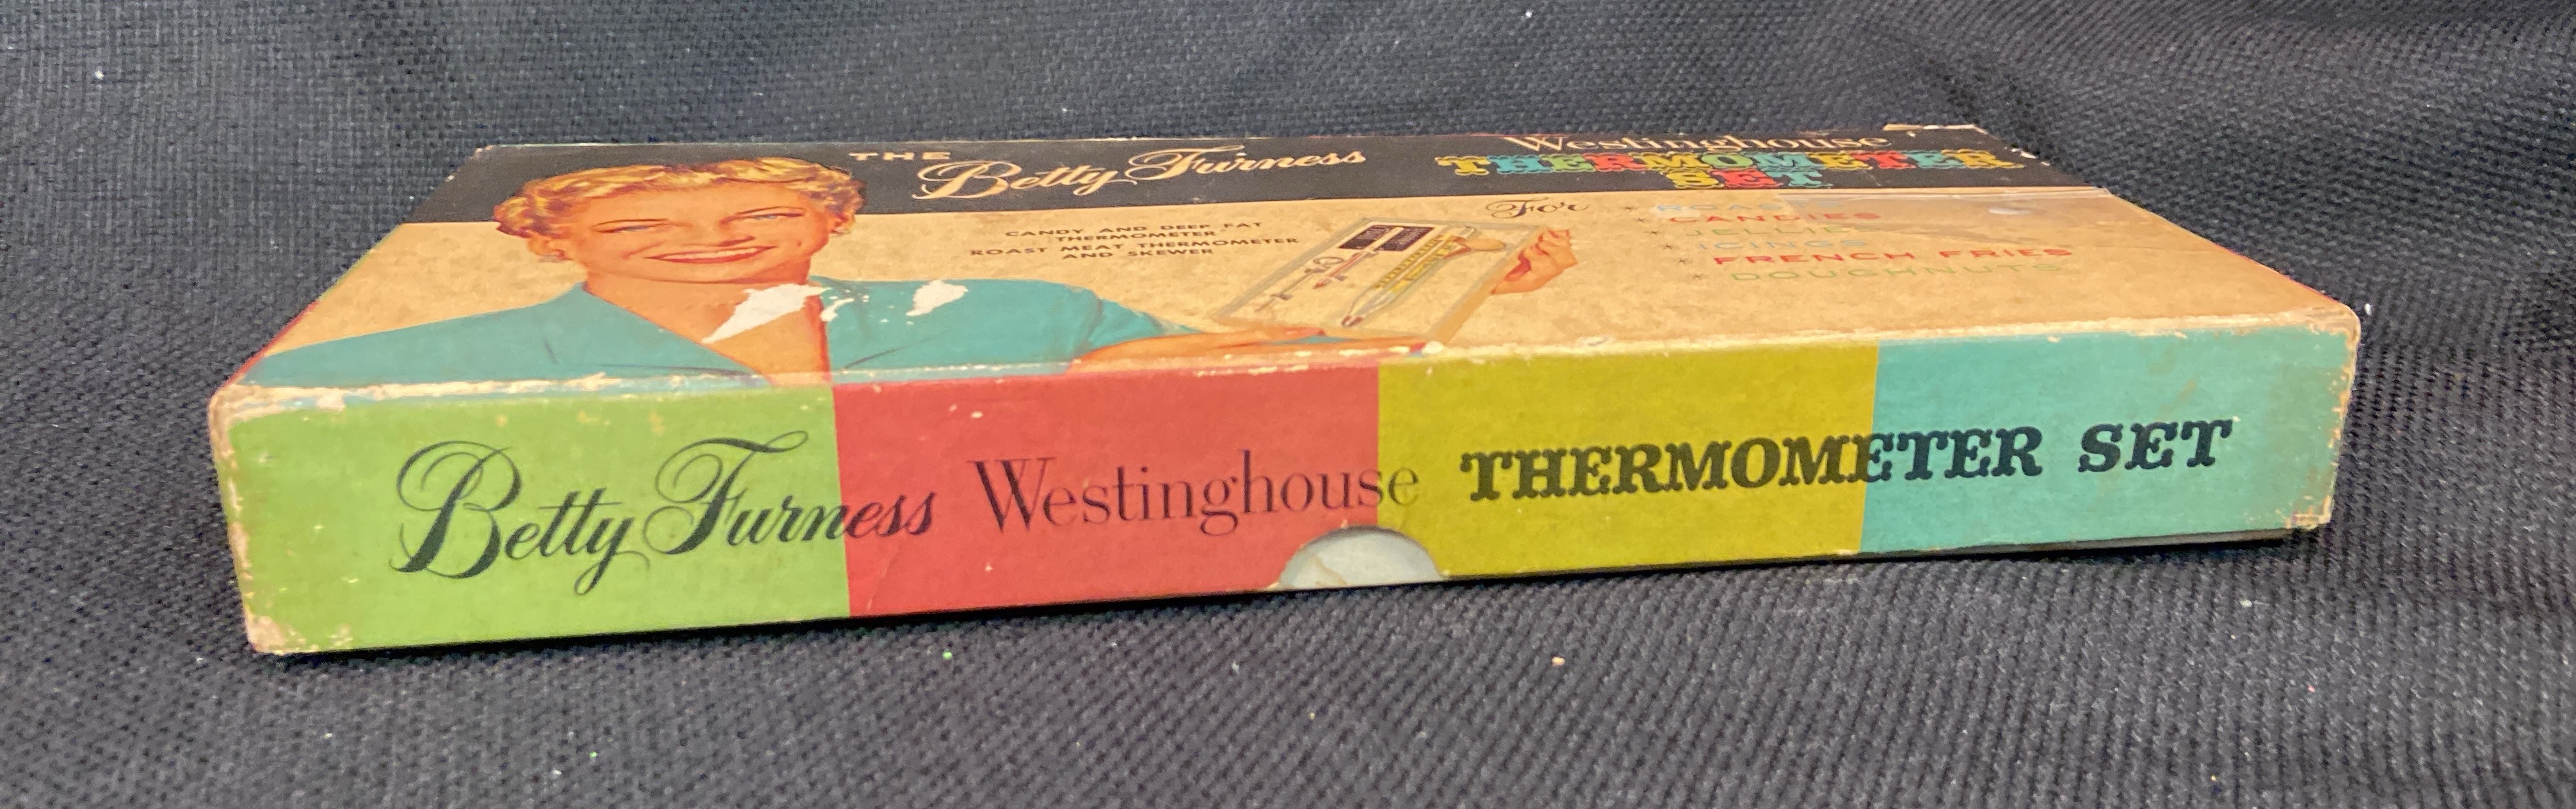 THE Betty Furness
Westinghouse
THERMOMETER
SET
CANDY AND DEEP FAT
THERMOMETER
ROAST MEAT THERMOMETER
AND SKEWER
For
* ROASTS
* CANDIES
* JELLIES
* ICINGS
* FRENCH FRIES
* DOUGHNUTS
Betty Furness Westinghouse THERMOMETER SET